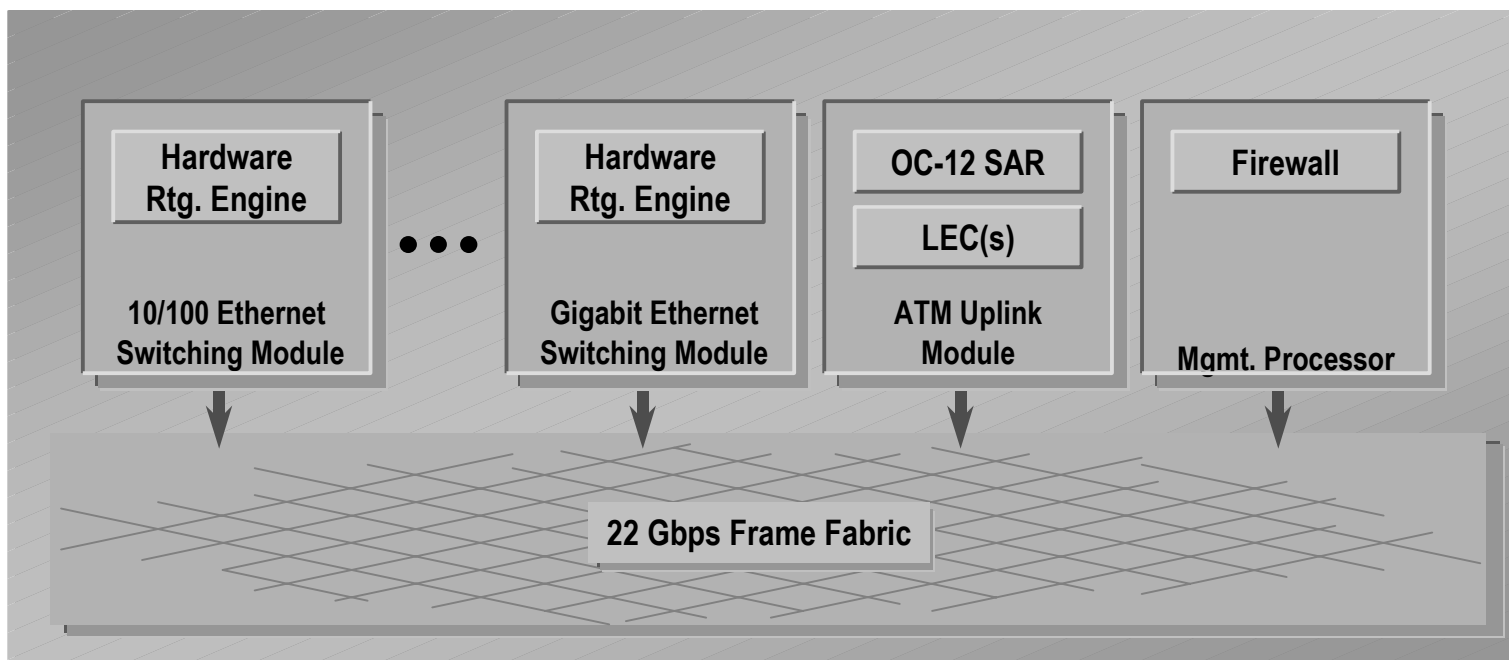 Hardware
Rtg. Engine
10/100 Ethernet
Switching Module
Hardware
Rtg. Engine
Gigabit Ethernet
Switching Module
OC-12 SAR
LEC(s)
ATM Uplink
Module
Firewall
Mgmt. Processor
22 Gbps Frame Fabric